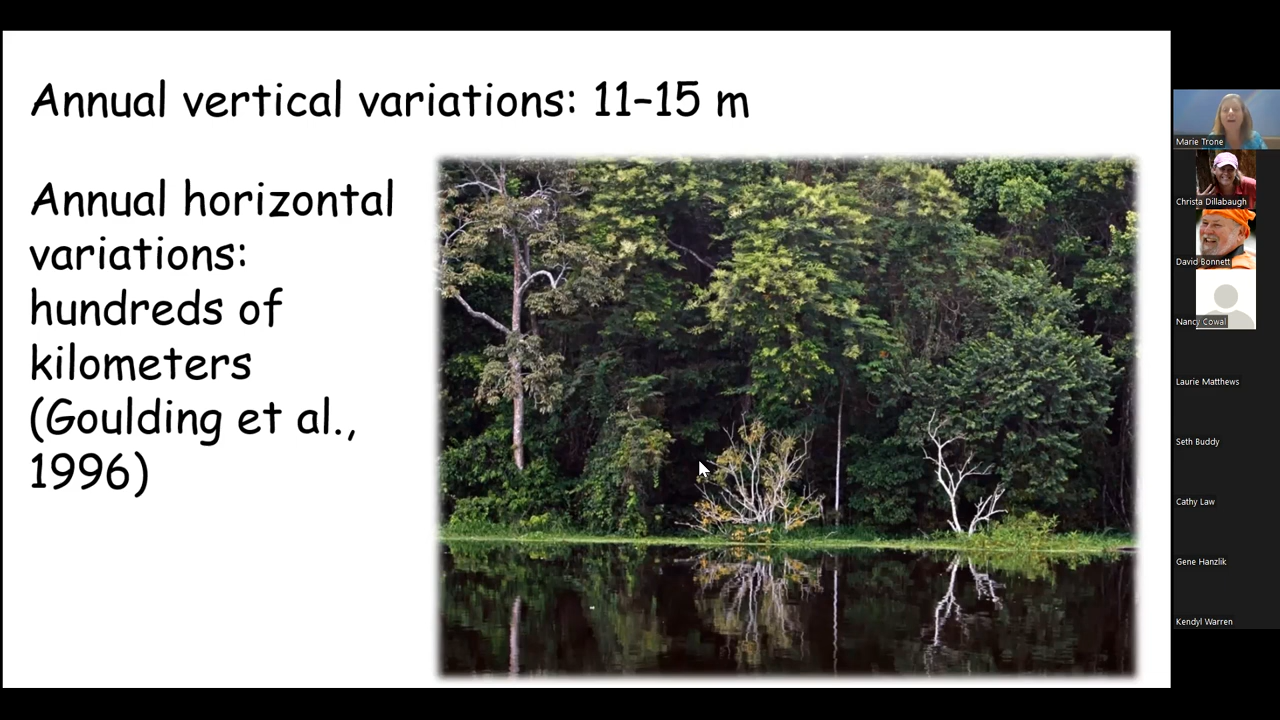 Annual vertical variations: 11–15 m
Annual horizontal
variations:
hundreds of
kilometers
(Goulding et al.,
1996)
Marie Trone
Christa Dillabaugh
David Bonnett
Nancy Cowal
Laurie Matthews
Seth Buddy
Cathy Law
Gene Hanzlik
Kendyl Warren